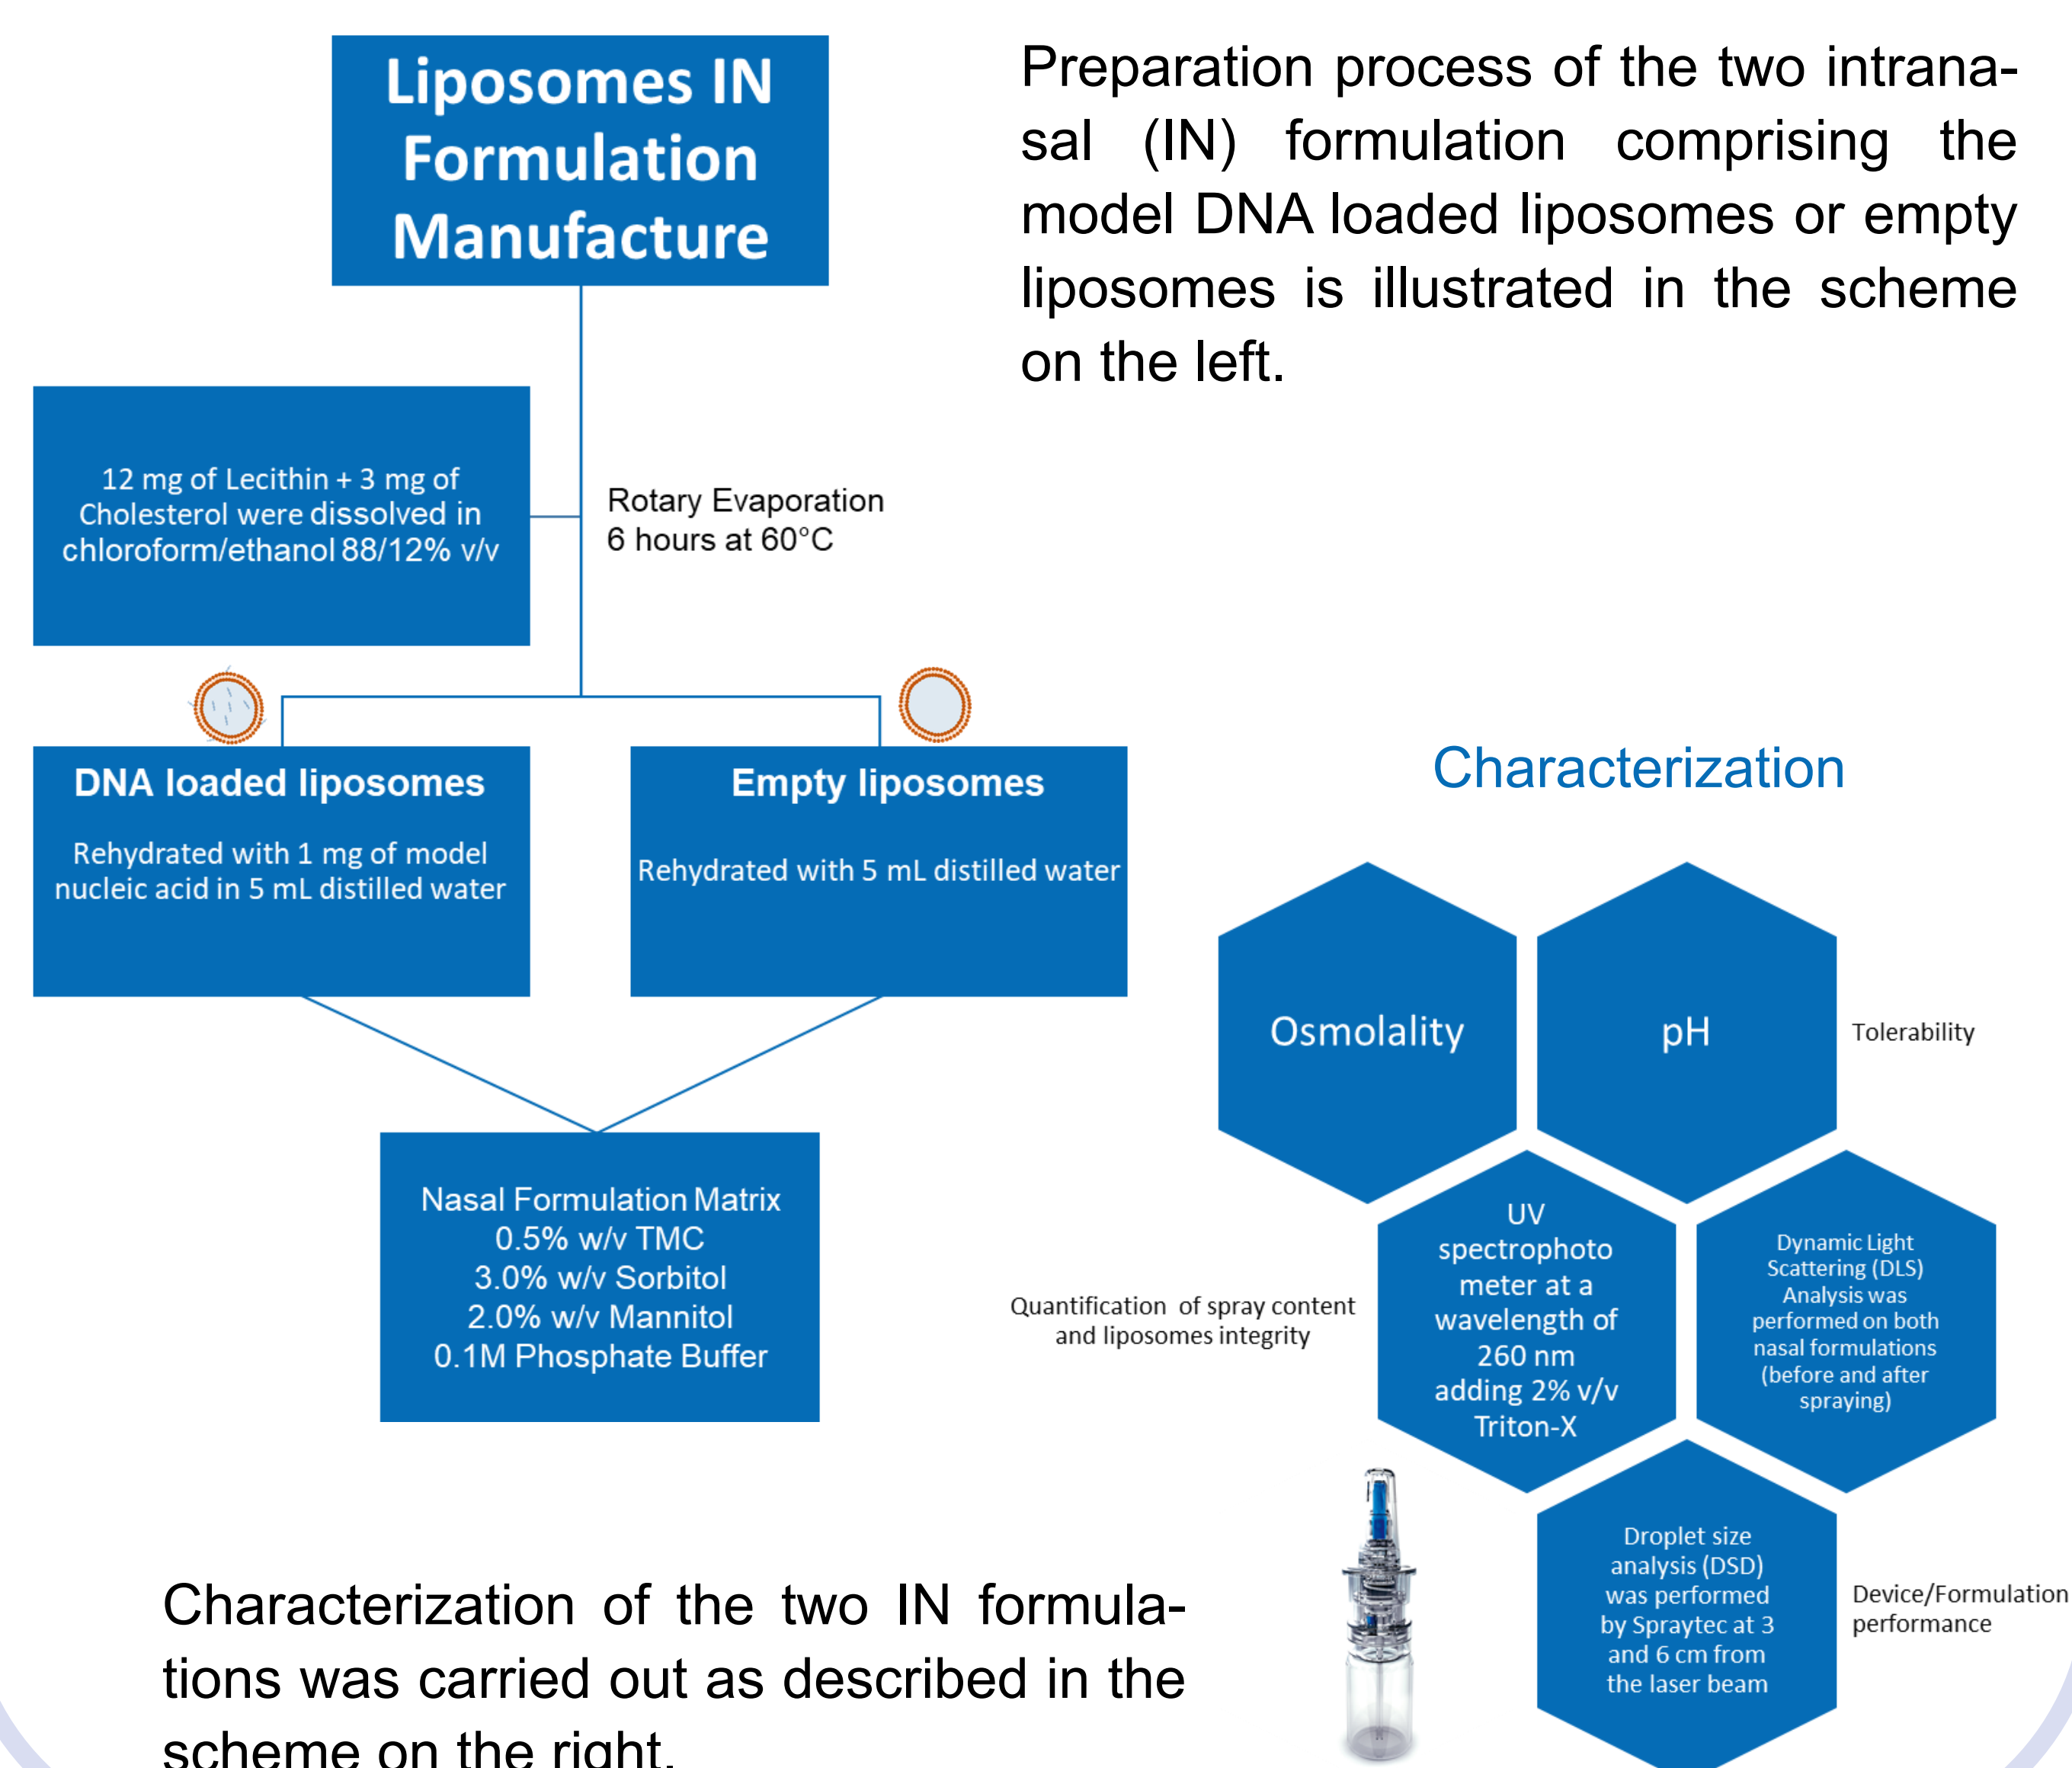 Liposomes IN
Formulation
Manufacture
Preparation process of the two intrana-
sal (IN) formulation comprising the
model DNA loaded liposomes or empty
liposomes is illustrated in the scheme
on the left.
12 mg of Lecithin + 3 mg of
Cholesterol were dissolved in
chloroform/ethanol 88/12% v/v
Rotary Evaporation
6 hours at 60°C
DNA loaded liposomes
Rehydrated with 1 mg of model
nucleic acid in 5 mL distilled water
Empty liposomes
Rehydrated with 5 mL distilled water
Nasal Formulation Matrix
0.5% w/v TMC
3.0% w/v Sorbitol
2.0% w/v Mannitol
0.1M Phosphate Buffer
Characterization
Osmolality
pH
Tolerability
Quantification of spray content
and liposomes integrity
UV
spectrophoto
meter at a
wavelength of
260 nm
adding 2% v/v
Triton-X
Dynamic Light
Scattering (DLS)
Analysis was
performed on both
nasal formulations
(before and after
spraying)
Droplet size
analysis (DSD)
was performed
by Spraytec at 3
and 6 cm from
the laser beam
Device/Formulation
performance
Characterization of the two IN formula-
tions was carried out as described in the
scheme on the right.